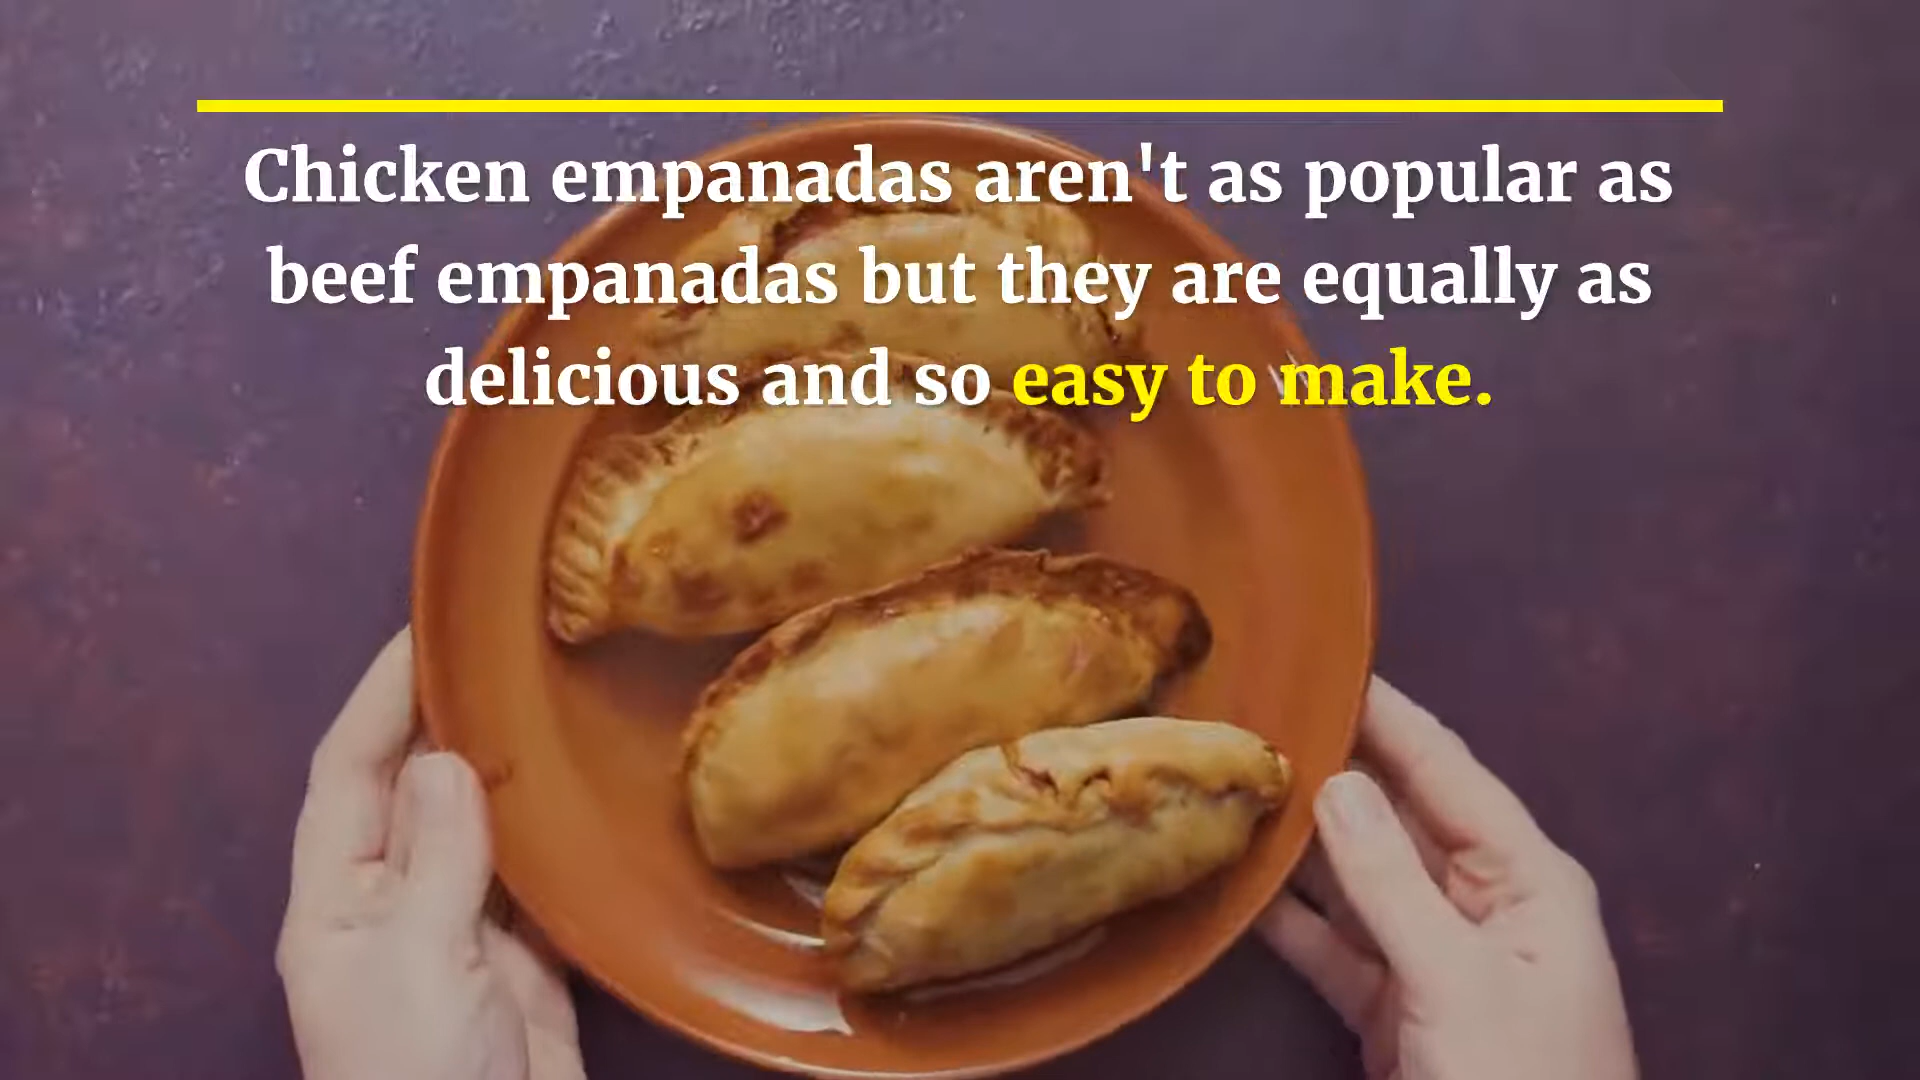 Chicken empanadas aren't as popular as
beef empanadas but they are equally as
delicious and so easy to make.